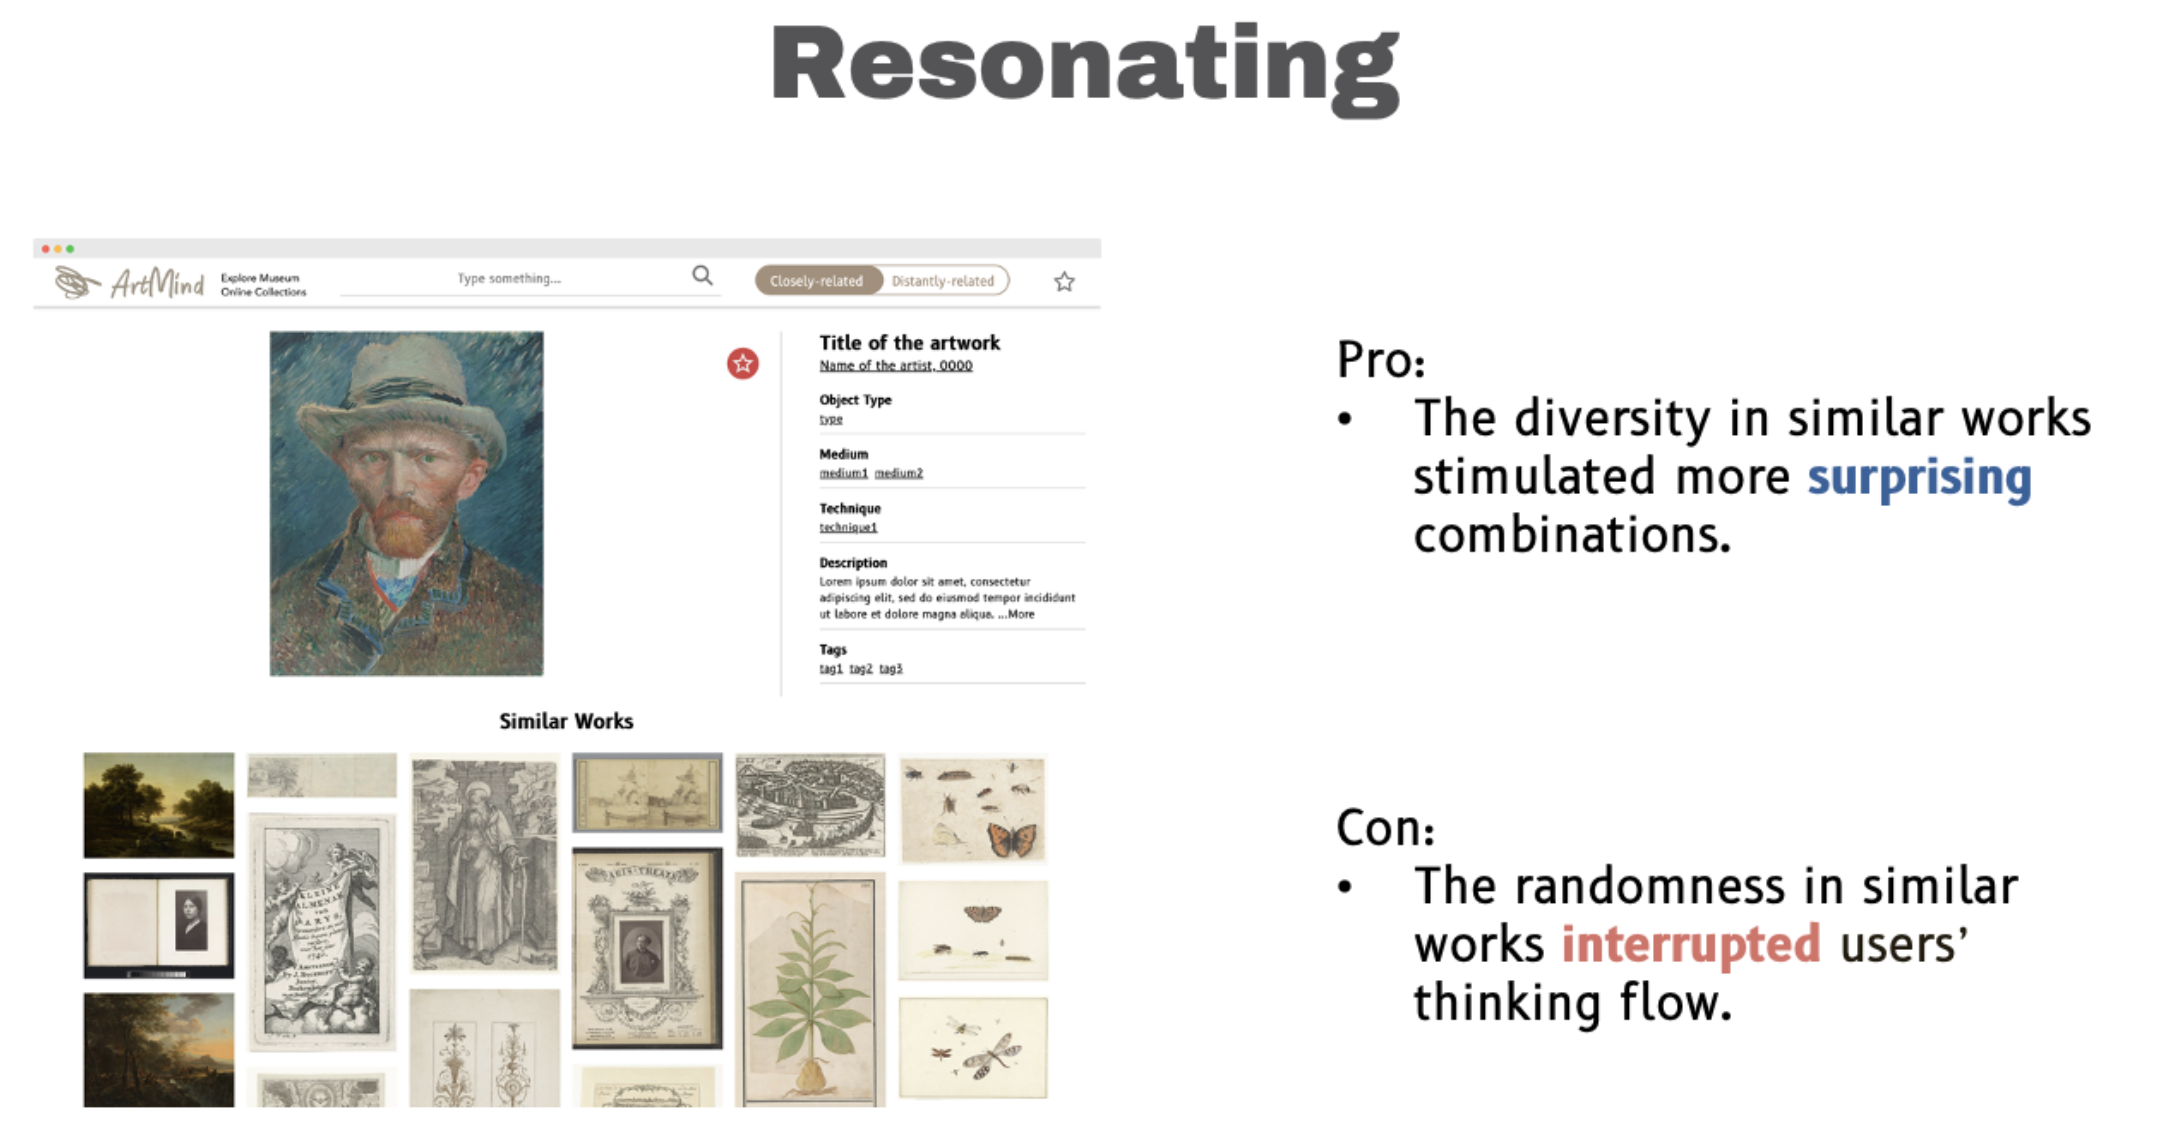 Resonating
ArtMind
Explore Museum
Online Collections
Type something...
Closely-related
Distantly-related
Title of the artwork
Name of the artist, 0000
Object Type
type
Medium
medium1 medium2
Technique
technique1
Description
Lorem ipsum dolor sit amet, consectetur
adipiscing elit, sed do eiusmod tempor incididunt
ut labore et dolore magna aliqua. ...More
Tags
tag1 tag2 tag3
Similar Works
Pro:
• The diversity in similar works
stimulated more surprising
combinations.
Con:
• The randomness in similar
works interrupted users’
thinking flow.